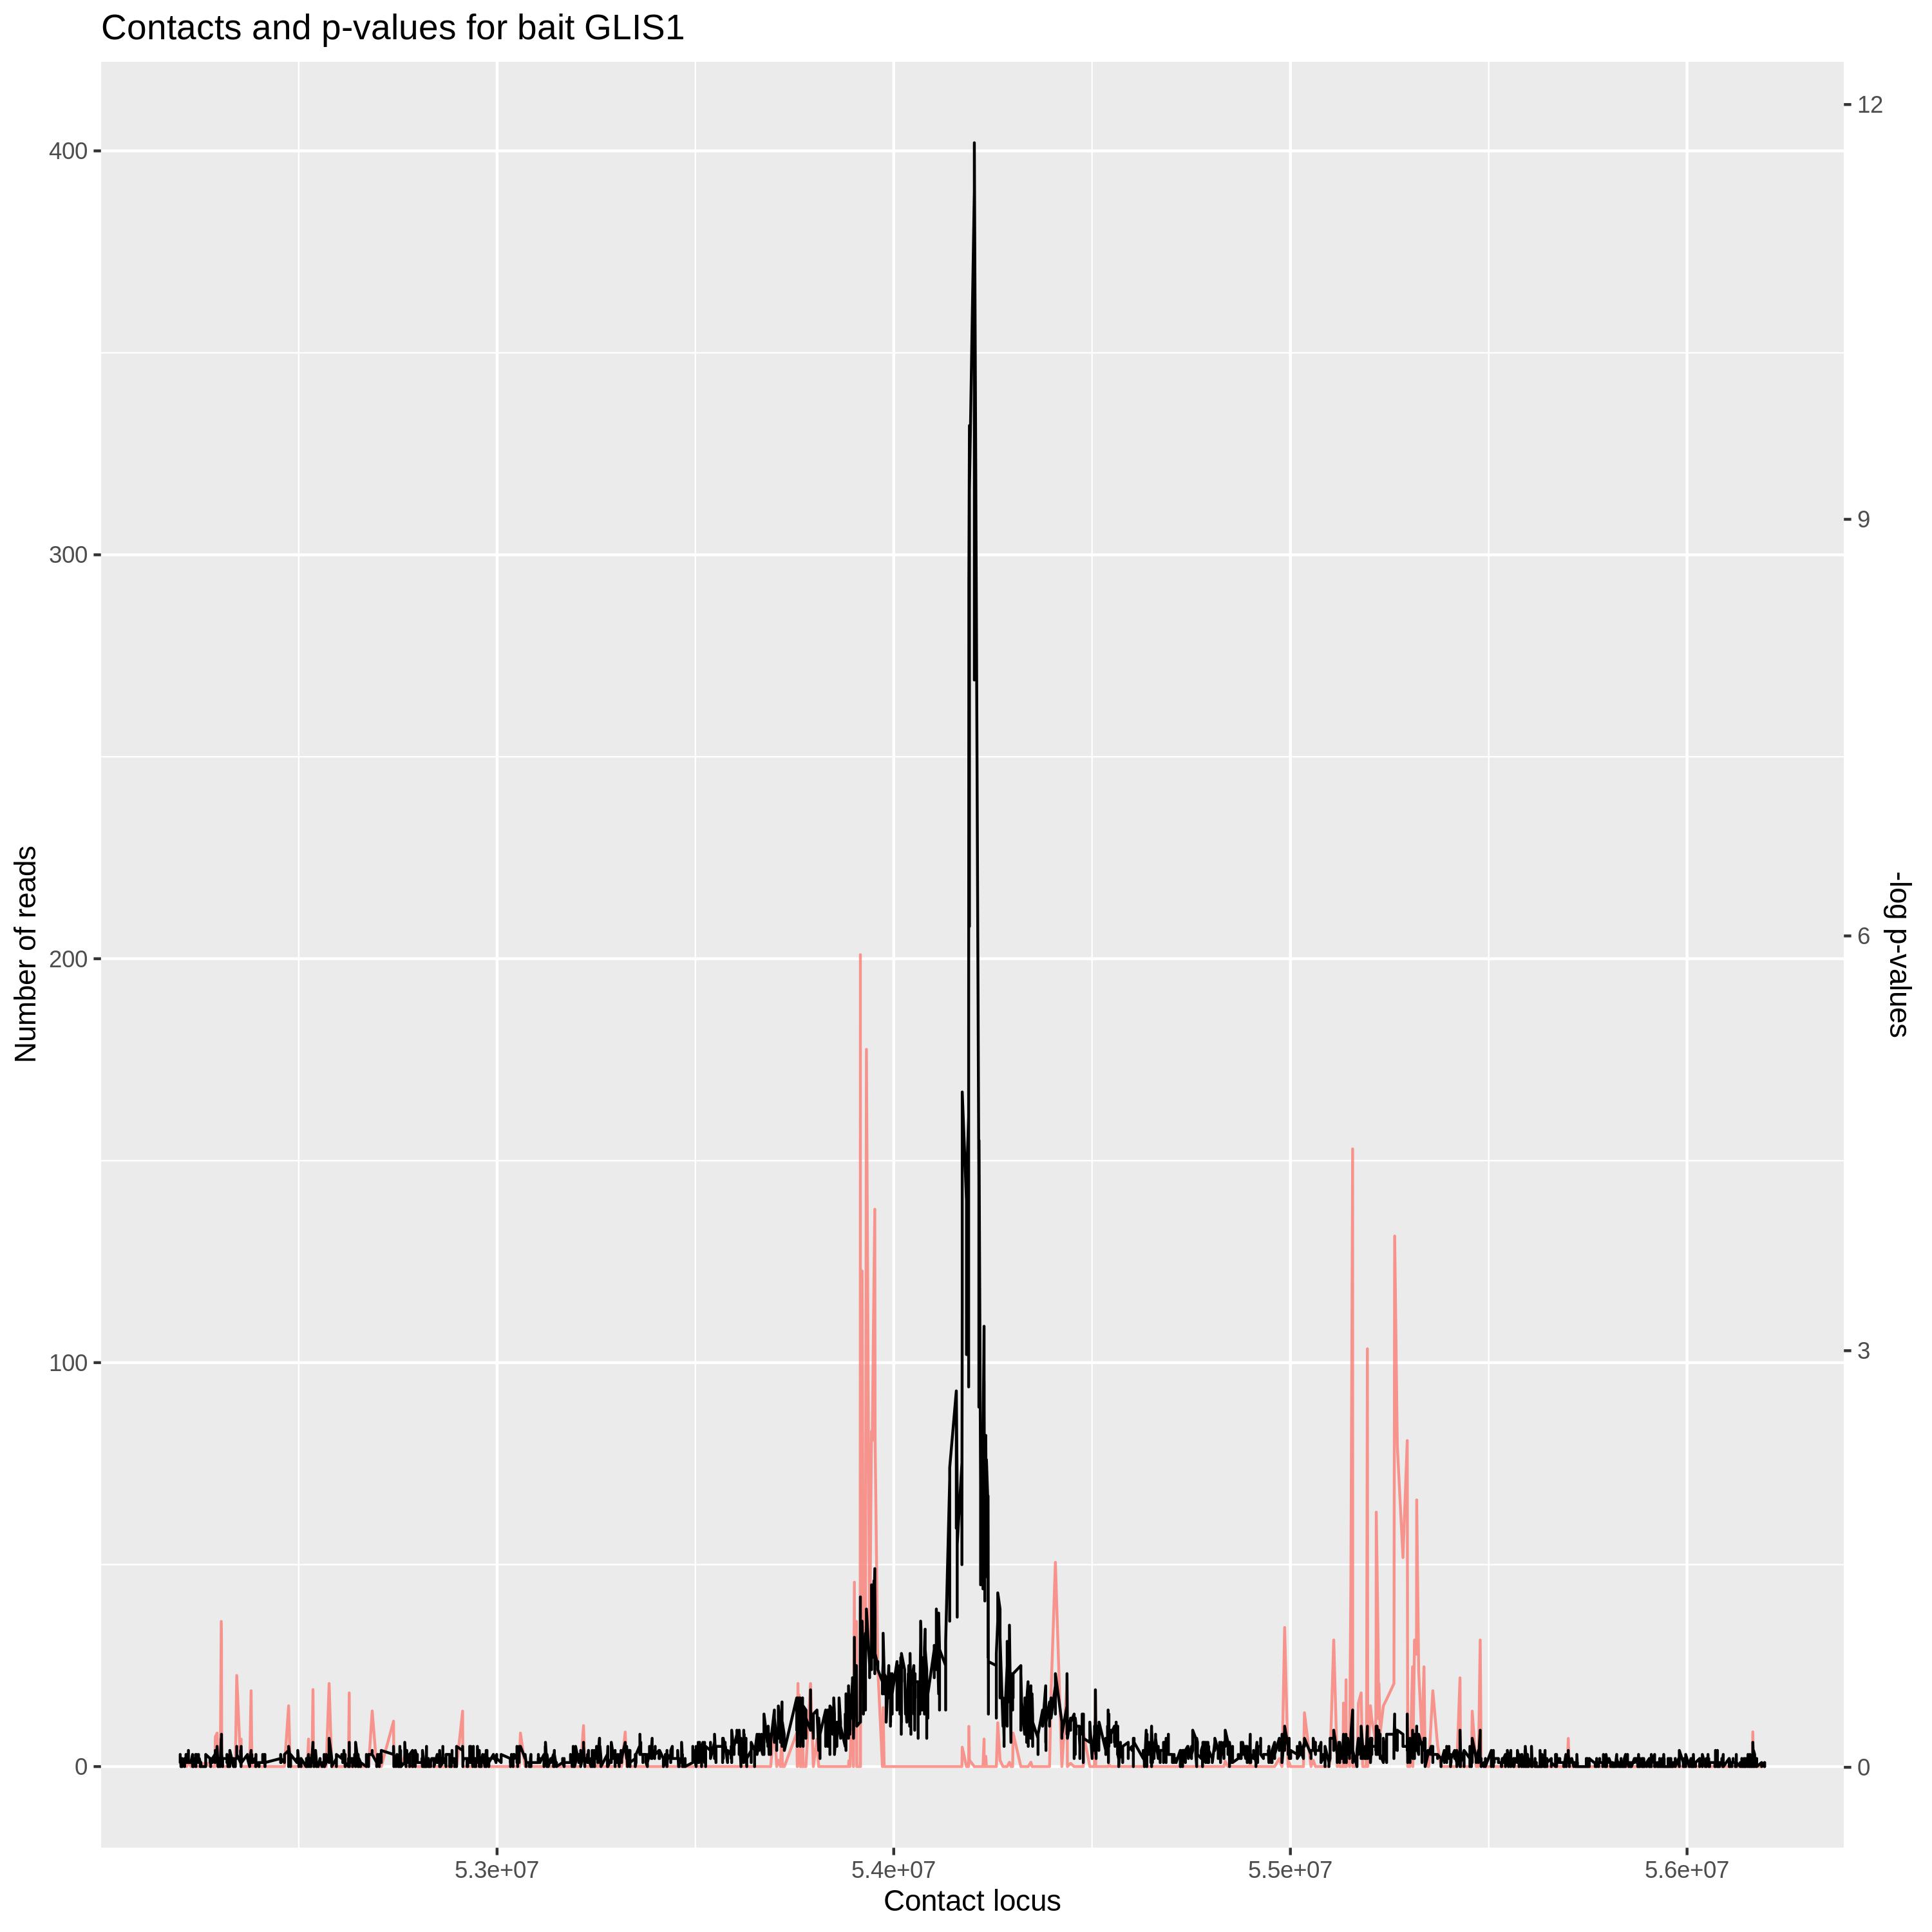 Contacts and p-values for bait GLIS1
400
300
200
100
0
12
9
6
3
0
Number of reads
-log p-values
5.3e+07
5.4e+07
5.5e+07
5.6e+07
Contact locus